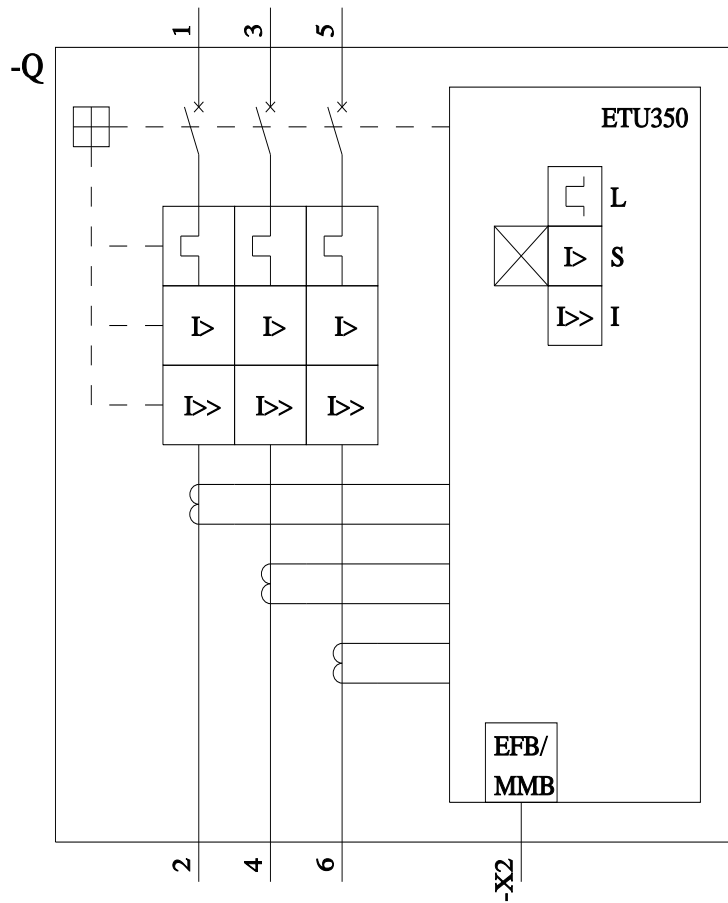 1 3 5
-Q
ETU350
L
I> S
I>> I
I> I> I>
I>> I>> I>>
EFB/
MMB
2 4 6 -X2